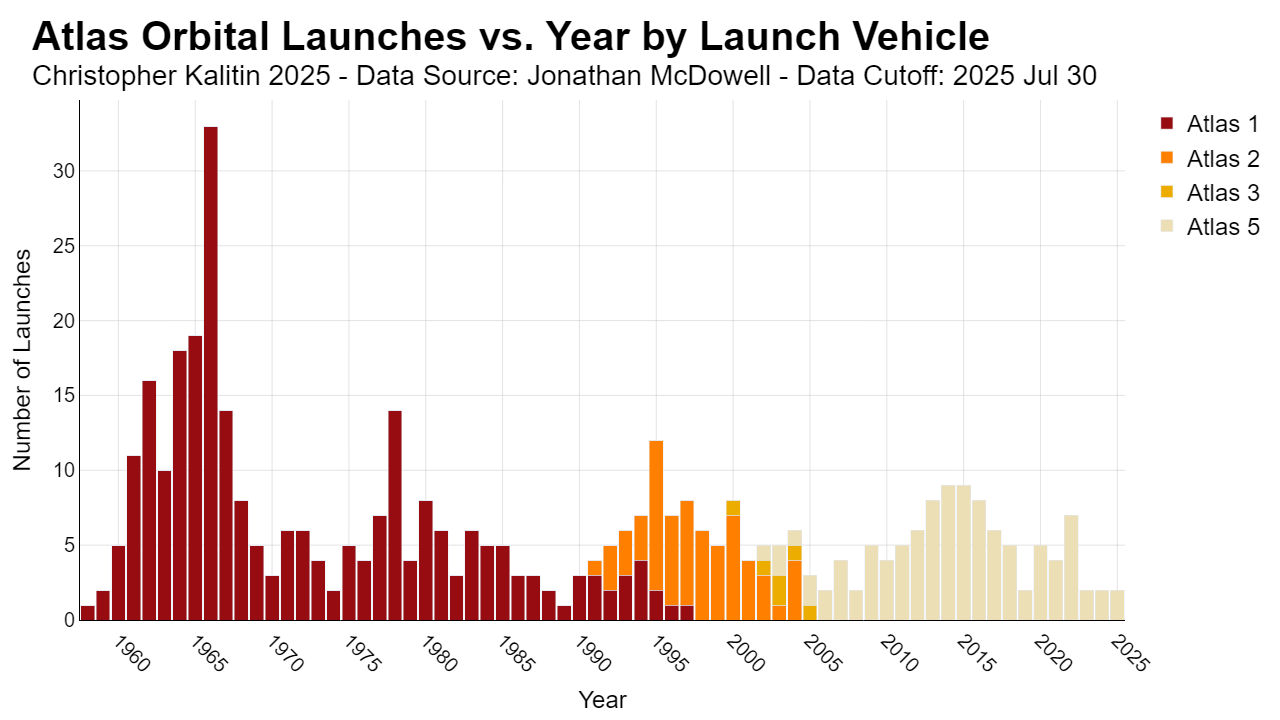 Atlas Orbital Launches vs. Year by Launch Vehicle
Christopher Kalitin 2025 - Data Source: Jonathan McDowell - Data Cutoff: 2025 Jul 30
Atlas 1
Atlas 2
Atlas 3
Atlas 5
Number of Launches
30
25
20
15
10
5
0
1960
1965
1970
1975
1980
1985
1990
1995
2000
2005
2010
2015
2020
2025
Year